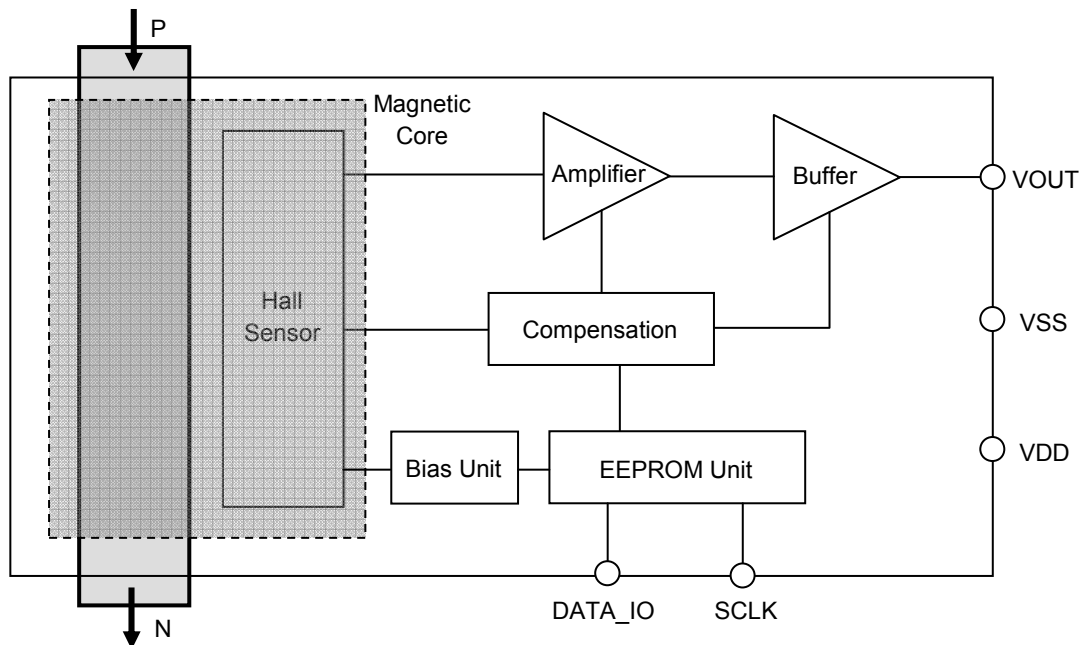 P
Magnetic
Core
Amplifier
Buffer
VOUT
Hall
Sensor
Compensation
VSS
Bias Unit
EEPROM Unit
VDD
DATA_IO
SCLK
N